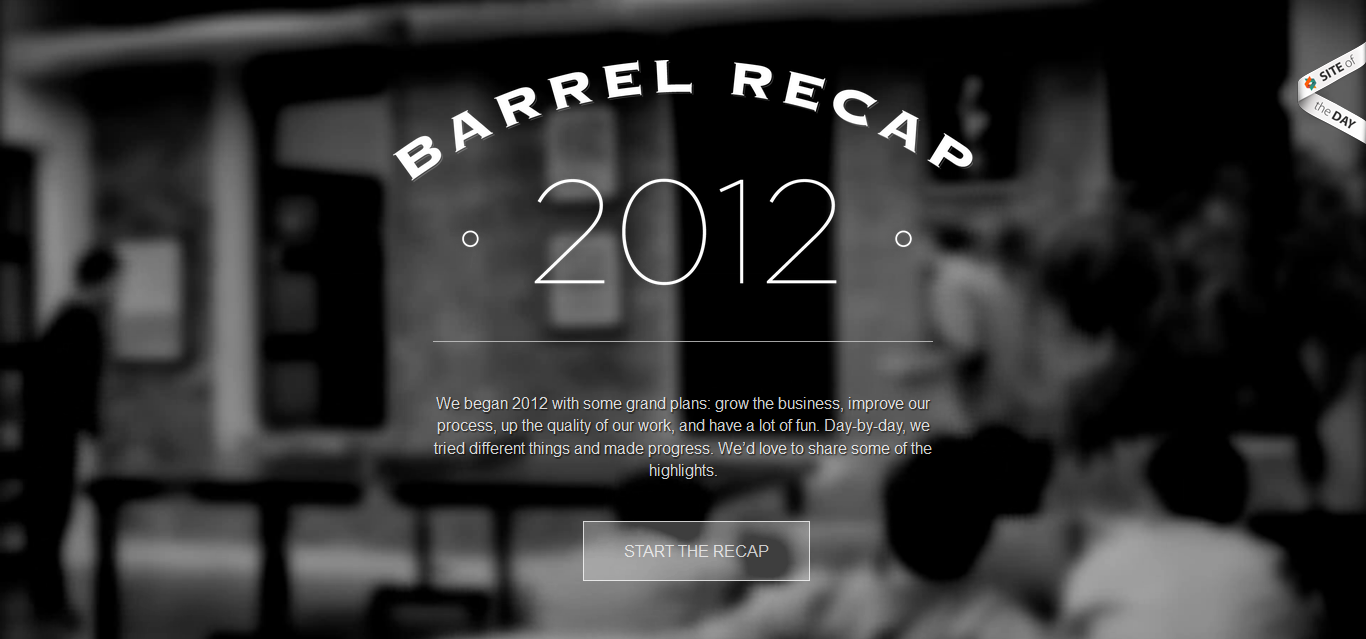 BARREL RECAP
SITE of
the DAY
2012
We began 2012 with some grand plans: grow the business, improve our
process, up the quality of our work, and have a lot of fun. Day-by-day, we
tried different things and made progress. We’d love to share some of the
highlights.
START THE RECAP